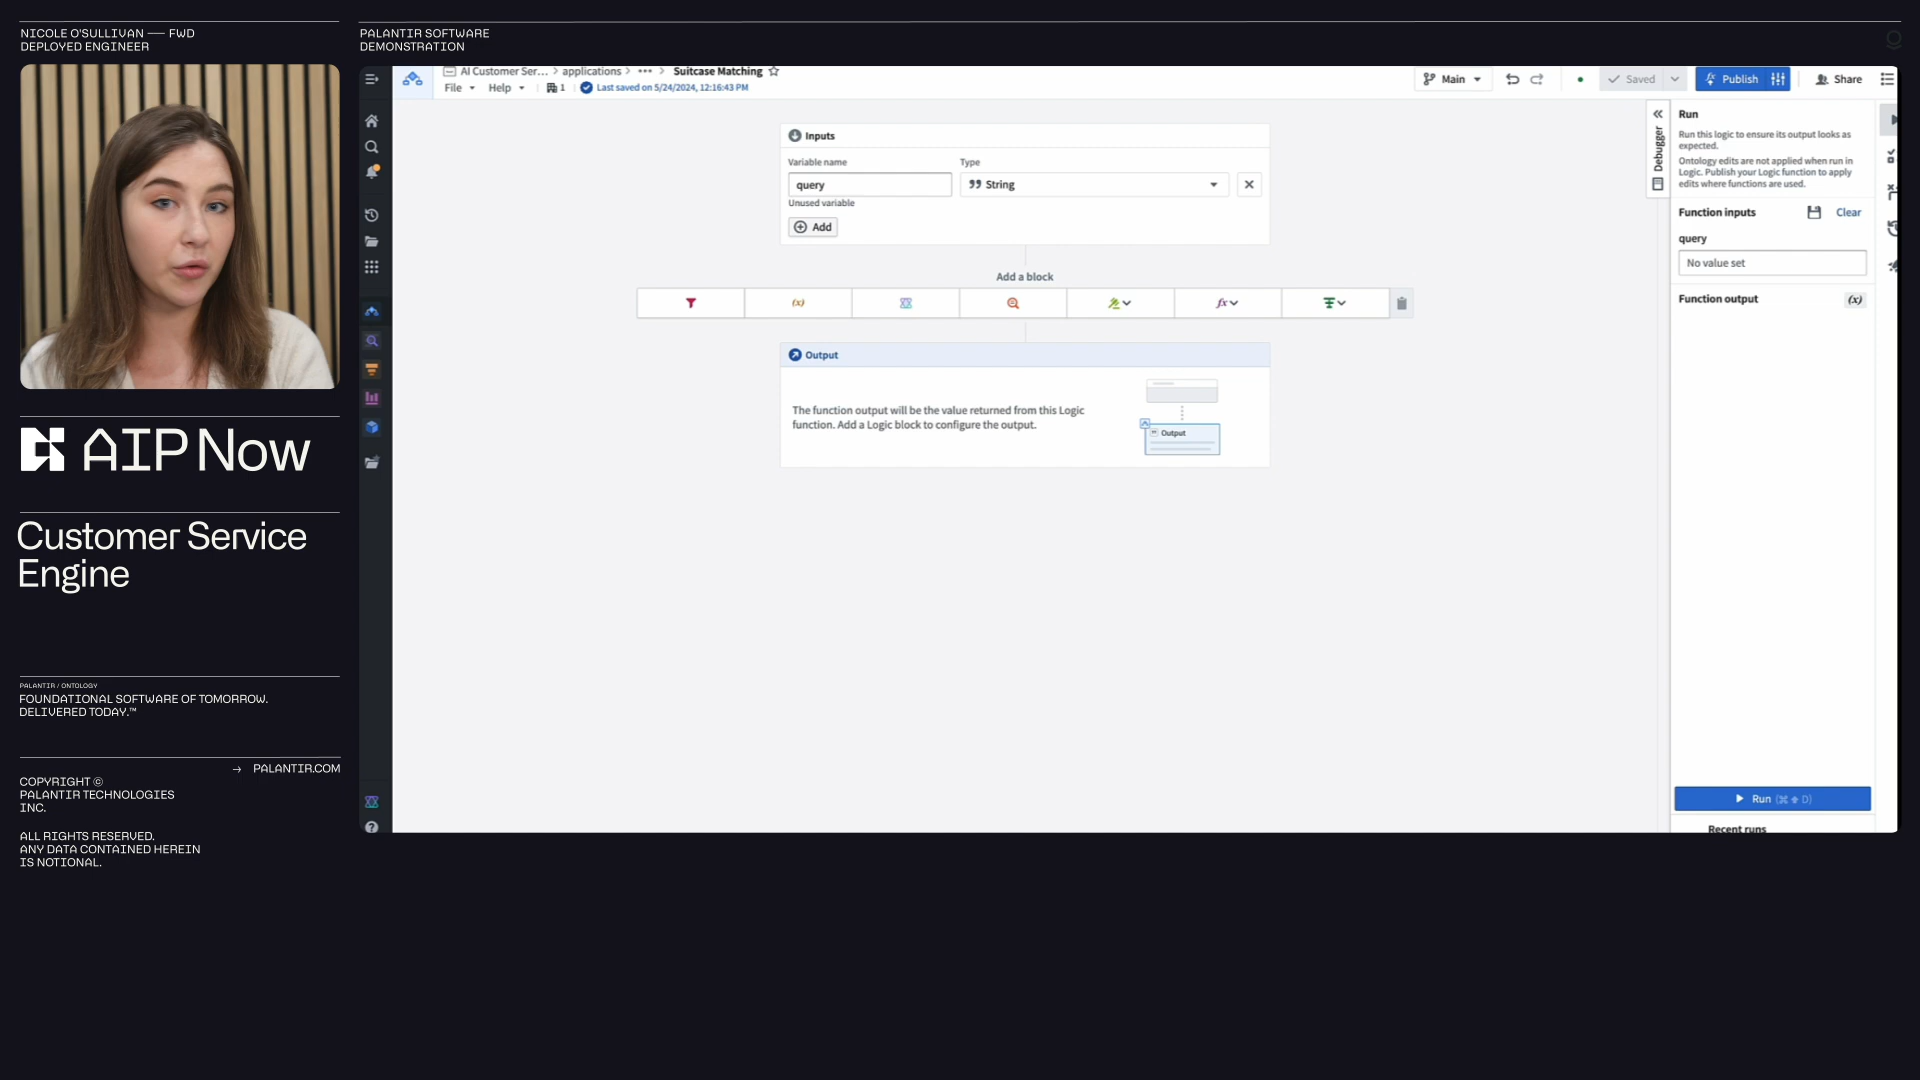 NICOLE O'SULLIVAN — FWD
DEPLOYED ENGINEER
PALANTIR SOFTWARE
DEMONSTRATION
AIP Now
Customer Service
Engine
PALANTIR / ONTOLOGY
FOUNDATIONAL SOFTWARE OF TOMORROW.
DELIVERED TODAY.™
→ PALANTIR.COM
COPYRIGHT ©
PALANTIR TECHNOLOGIES
INC.
ALL RIGHTS RESERVED.
ANY DATA CONTAINED HEREIN
IS NOTIONAL.
AI Customer Ser... > applications > ••• > Suitcase Matching
File Help 1 Last saved on 5/24/2024, 12:16:43 PM
Main Saved Publish Share
Inputs
Variable name Type
query String
Unused variable
Add
Add a block
(x) fx
Output
The function output will be the value returned from this Logic
function. Add a Logic block to configure the output.
Output
Debugger
Run
Run this logic to ensure its output looks as
expected.
Ontology edits are not applied when run in
Logic. Publish your Logic function to apply
edits where functions are used.
Function inputs Clear
query
No value set
Function output (x)
Run (⌘ ⇧ D)
Recent runs